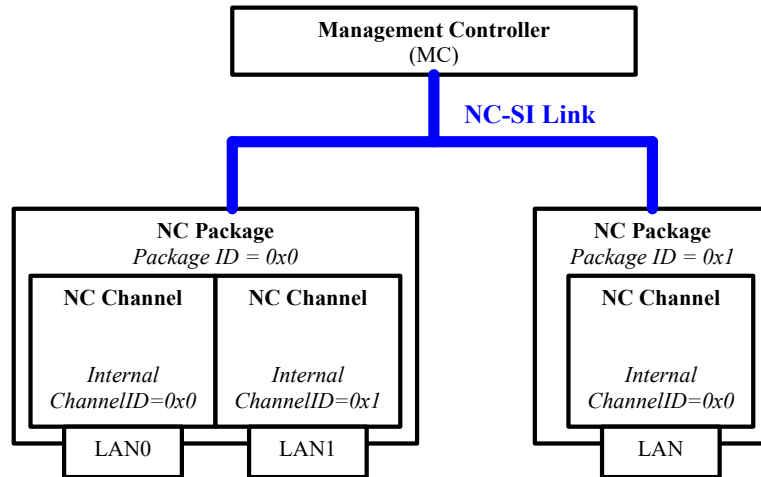 Management Controller
(MC)
NC-SI Link
NC Package
Package ID = 0x0
NC Channel
Internal
ChannelID=0x0
NC Channel
Internal
ChannelID=0x1
LAN0
LAN1
NC Package
Package ID = 0x1
NC Channel
Internal
ChannelID=0x0
LAN